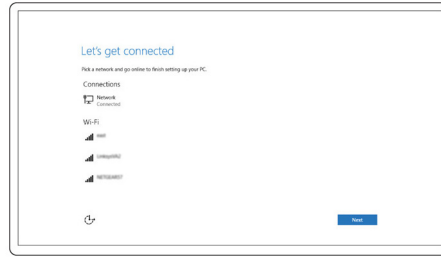 Let's get connected
Pick a network and go online to finish setting up your PC.
Connections
Network
Connected
Wi-Fi
Next